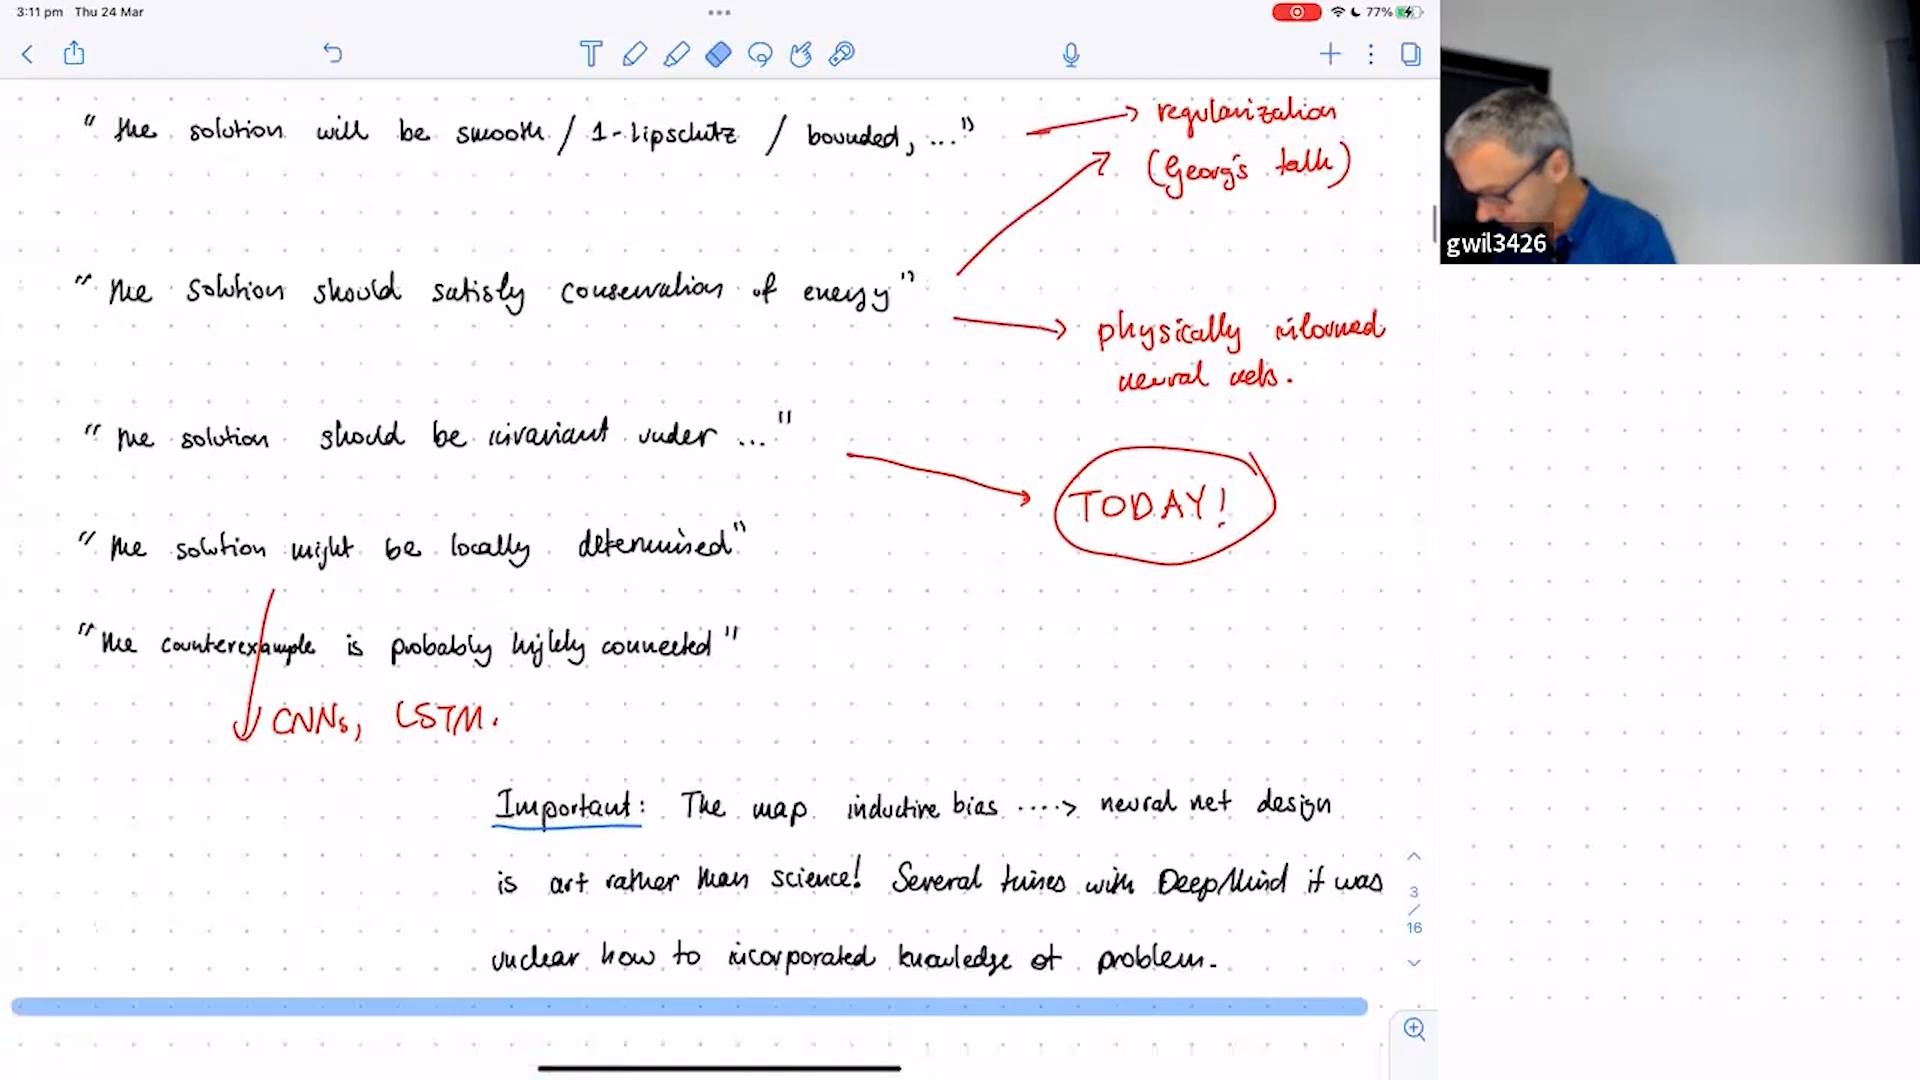 3:11 pm Thu 24 Mar
77%
"the solution will be smooth / 1-lipschitz / bounded, ..."
regularization
(Georg's talk)
"the solution should satisfy conservation of energy"
physically informed
neural nets.
"the solution should be invariant under ..."
TODAY!
"the solution might be locally determined"
"the counterexample is probably highly connected"
CNNs, LSTM.
Important: The map inductive bias ....> neural net design
is art rather than science! Several times with DeepMind it was
unclear how to incorporated knowledge of problem.
3
/
16
gwil3426